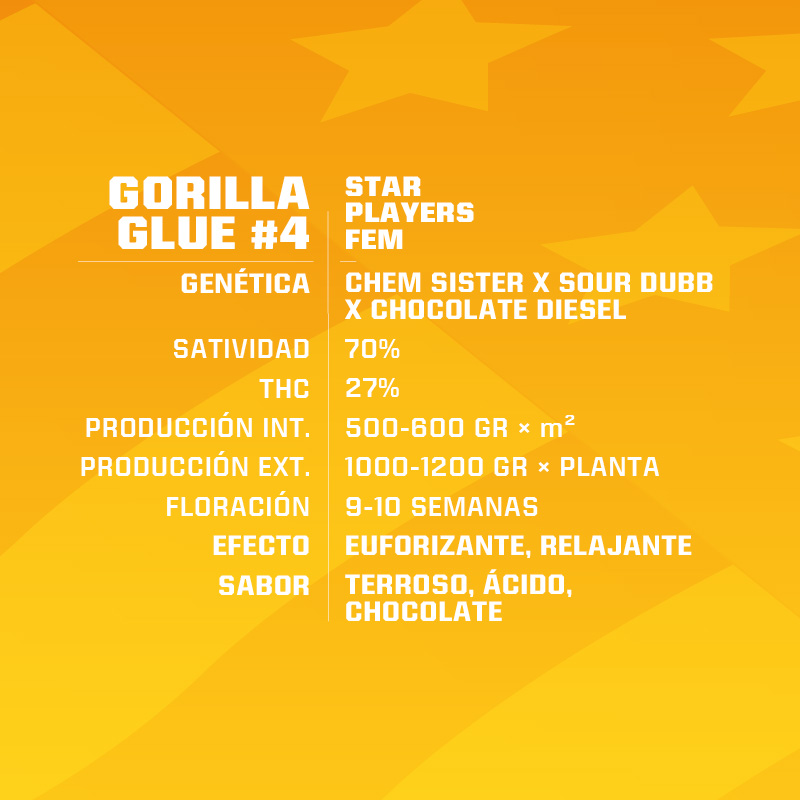 GORILLA
GLUE #4
STAR
PLAYERS
FEM
GENÉTICA
CHEM SISTER X SOUR DUBB
X CHOCOLATE DIESEL
SATIVIDAD 70%
THC 27%
PRODUCCIÓN INT. 500-600 GR × m²
PRODUCCIÓN EXT. 1000-1200 GR × PLANTA
FLORACIÓN 9-10 SEMANAS
EFECTO EUFORIZANTE, RELAJANTE
SABOR TERROSO, ÁCIDO,
CHOCOLATE